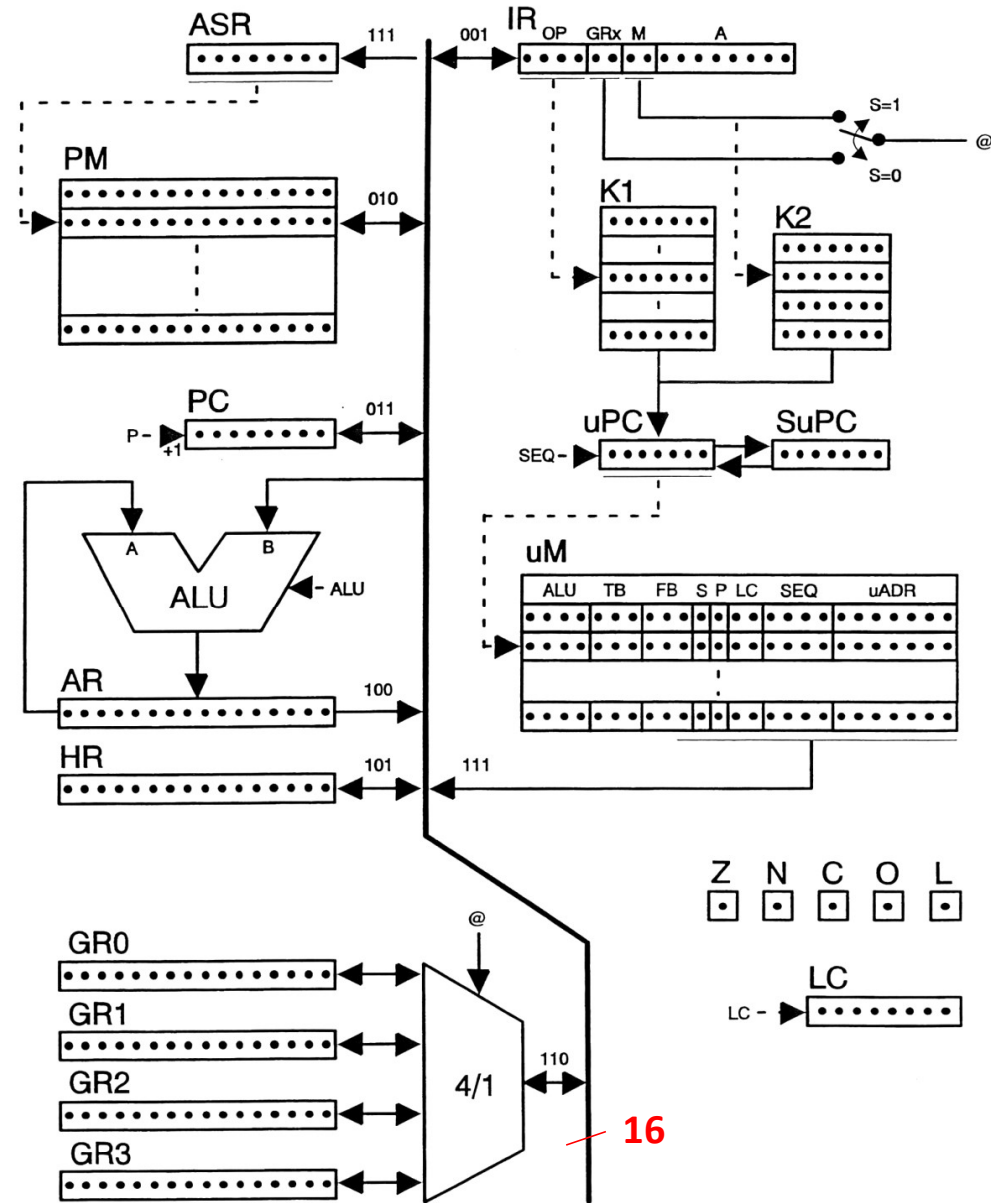 ASR
111
001
IR
OP GRx M A
S=1
@
S=0
PM
010
K1
K2
PC
011
P
+1
uPC
SuPC
SEQ
A
B
ALU
ALU
uM
ALU TB FB S P LC SEQ uADR
AR
100
HR
101
111
Z N C O L
@
GR0
GR1
LC
LC
110
GR2
4/1
16
GR3